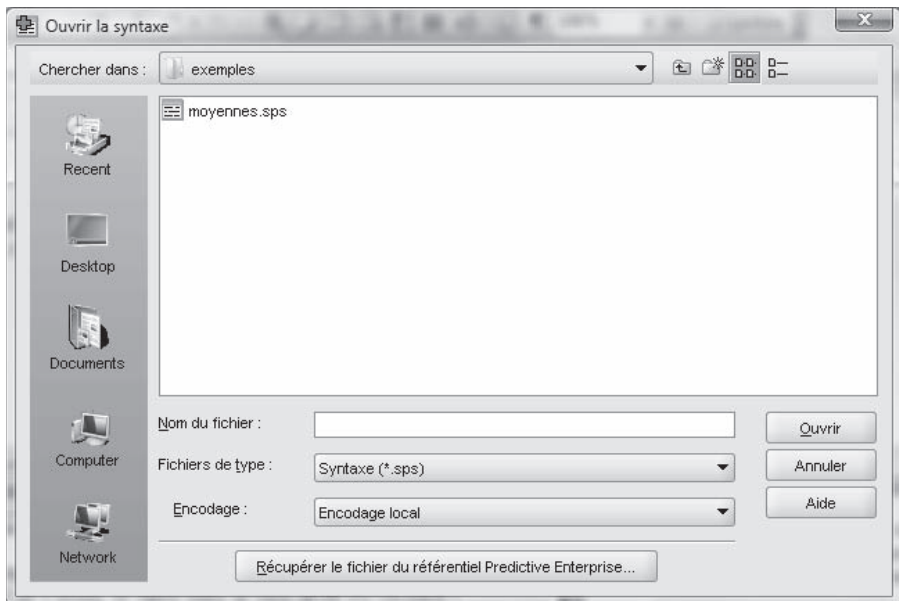 Ouvrir la syntaxe
Chercher dans :
exemples
moyennes.sps
Recent
Desktop
Documents
Computer
Network
Nom du fichier :
Ouvrir
Fichiers de type :
Syntaxe (*.sps)
Annuler
Encodage :
Encodage local
Aide
Récupérer le fichier du référentiel Predictive Enterprise...